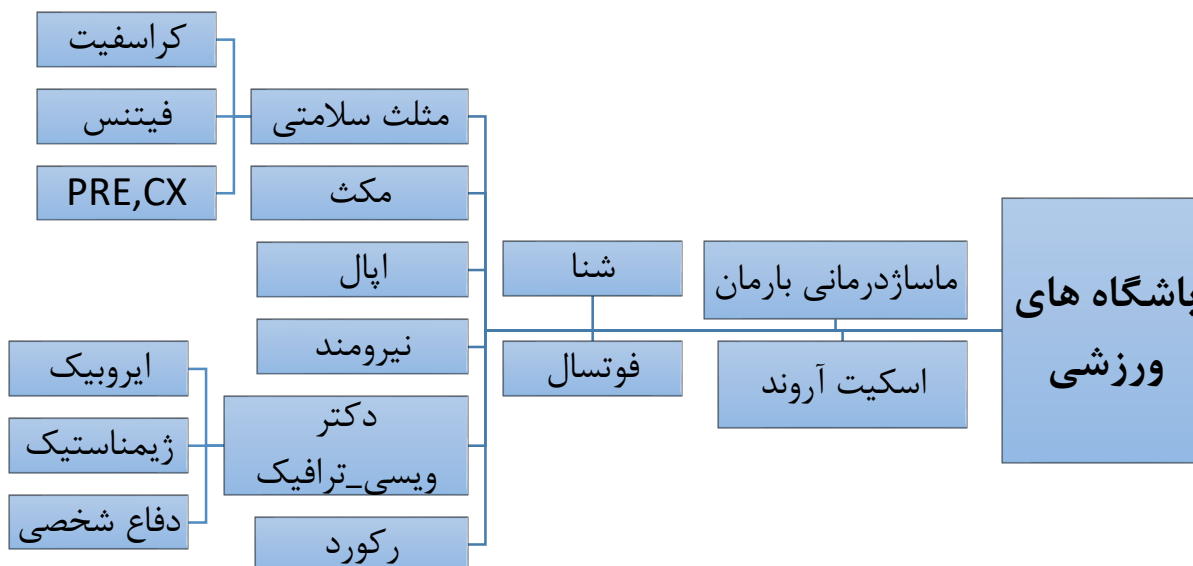 باشگاه های
ورزشی
ماساژدرمانی بارمان
اسکیت آروند
شنا
فوتسال
مثلث سلامتی
کراسفیت
فیتنس
PRE,CX
مکث
اپال
نیرومند
دکتر
ویسی_ترافیک
ایروبیک
ژیمناستیک
دفاع شخصی
رکورد